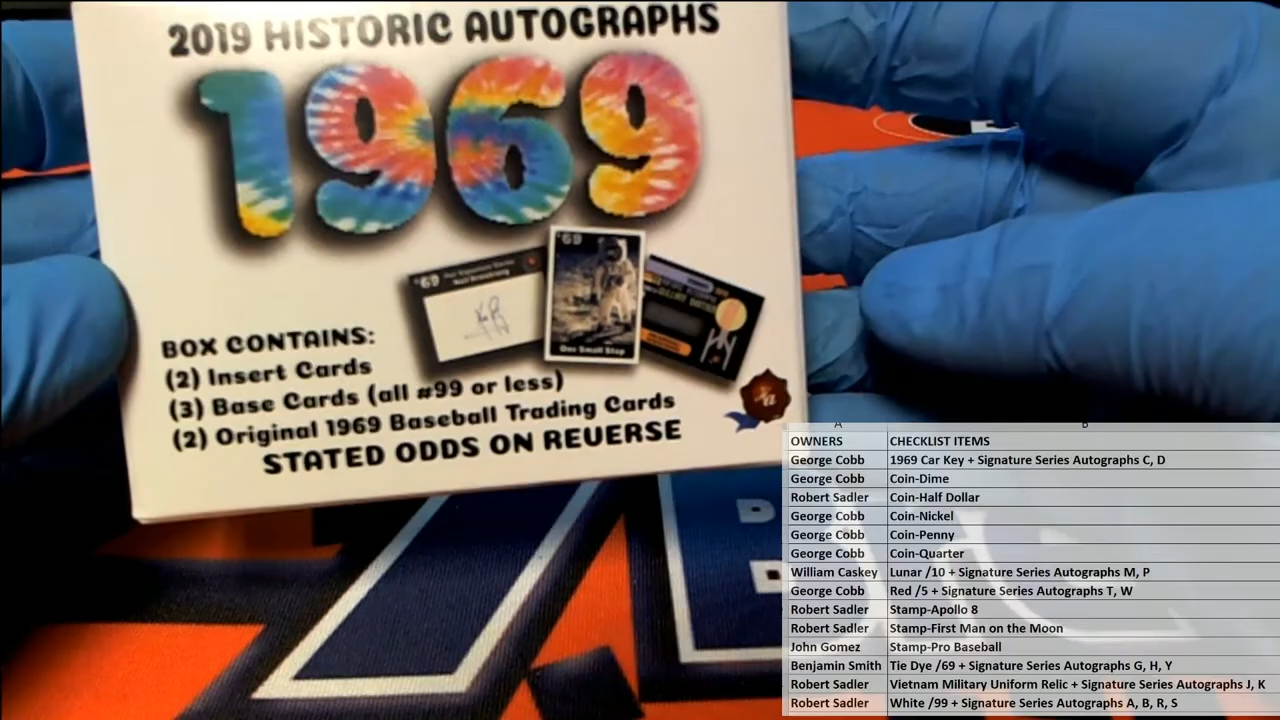 2019 HISTORIC AUTOGRAPHS
1969
BOX CONTAINS:
(2) Insert Cards
(3) Base Cards (all #99 or less)
(2) Original 1969 Baseball Trading Cards
STATED ODDS ON REVERSE
'69
Neil Armstrong
'69
One Small Step
A B
OWNERS CHECKLIST ITEMS
George Cobb 1969 Car Key + Signature Series Autographs C, D
George Cobb Coin-Dime
Robert Sadler Coin-Half Dollar
George Cobb Coin-Nickel
George Cobb Coin-Penny
George Cobb Coin-Quarter
William Caskey Lunar /10 + Signature Series Autographs M, P
George Cobb Red /5 + Signature Series Autographs T, W
Robert Sadler Stamp-Apollo 8
Robert Sadler Stamp-First Man on the Moon
John Gomez Stamp-Pro Baseball
Benjamin Smith Tie Dye /69 + Signature Series Autographs G, H, Y
Robert Sadler Vietnam Military Uniform Relic + Signature Series Autographs J, K
Robert Sadler White /99 + Signature Series Autographs A, B, R, S